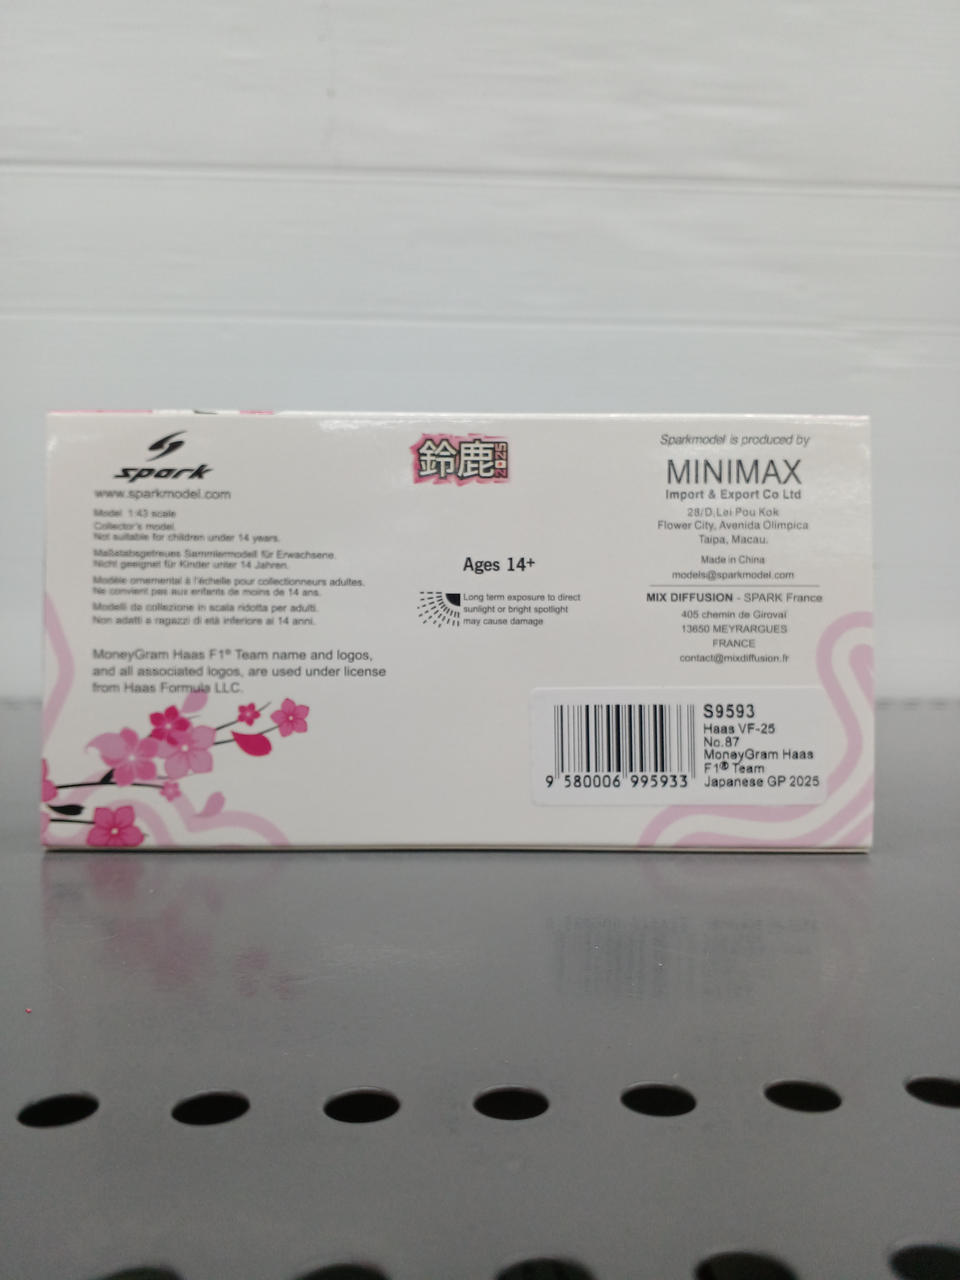 spark
www.sparkmodel.com
Model 1:43 scale
Collector's model.
Not suitable for children under 14 years.
Maßstabsgetreues Sammlermodell für Erwachsene.
Nicht geeignet für Kinder unter 14 Jahren.
Modèle ornemental à l'échelle pour collectionneurs adultes.
Ne convient pas aux enfants de moins de 14 ans.
Modelli da collezione in scala ridotta per adulti.
Non adatti a ragazzi di età inferiore ai 14 anni.
MoneyGram Haas F1® Team name and logos,
and all associated logos, are used under license
from Haas Formula LLC.
鈴鹿 2025
Ages 14+
Long term exposure to direct
sunlight or bright spotlight
may cause damage
Sparkmodel is produced by
MINIMAX
Import & Export Co Ltd
28/D,Lei Pou Kok
Flower City, Avenida Olimpica
Taipa, Macau.
Made in China
models@sparkmodel.com
MIX DIFFUSION - SPARK France
405 chemin de Giroval
13650 MEYRARGUES
FRANCE
contact@mixdiffusion.fr
S9593
Haas VF-25
No.87
MoneyGram Haas
F1® Team
Japanese GP 2025
9 580006 995933